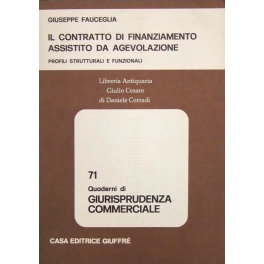 GIUSEPPE FAUCEGLIA
IL CONTRATTO DI FINANZIAMENTO
ASSISTITO DA AGEVOLAZIONE
PROFILI STRUTTURALI E FUNZIONALI
Libreria Antiquaria
Giulio Cesare
di Daniele Corradi
71
Quaderni di
GIURISPRUDENZA
COMMERCIALE
CASA EDITRICE GIUFFRÈ